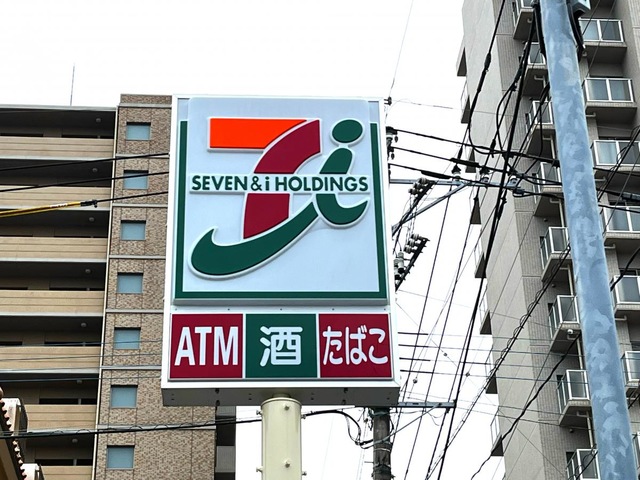 SEVEN & i HOLDINGS
ATM 酒 たばこ